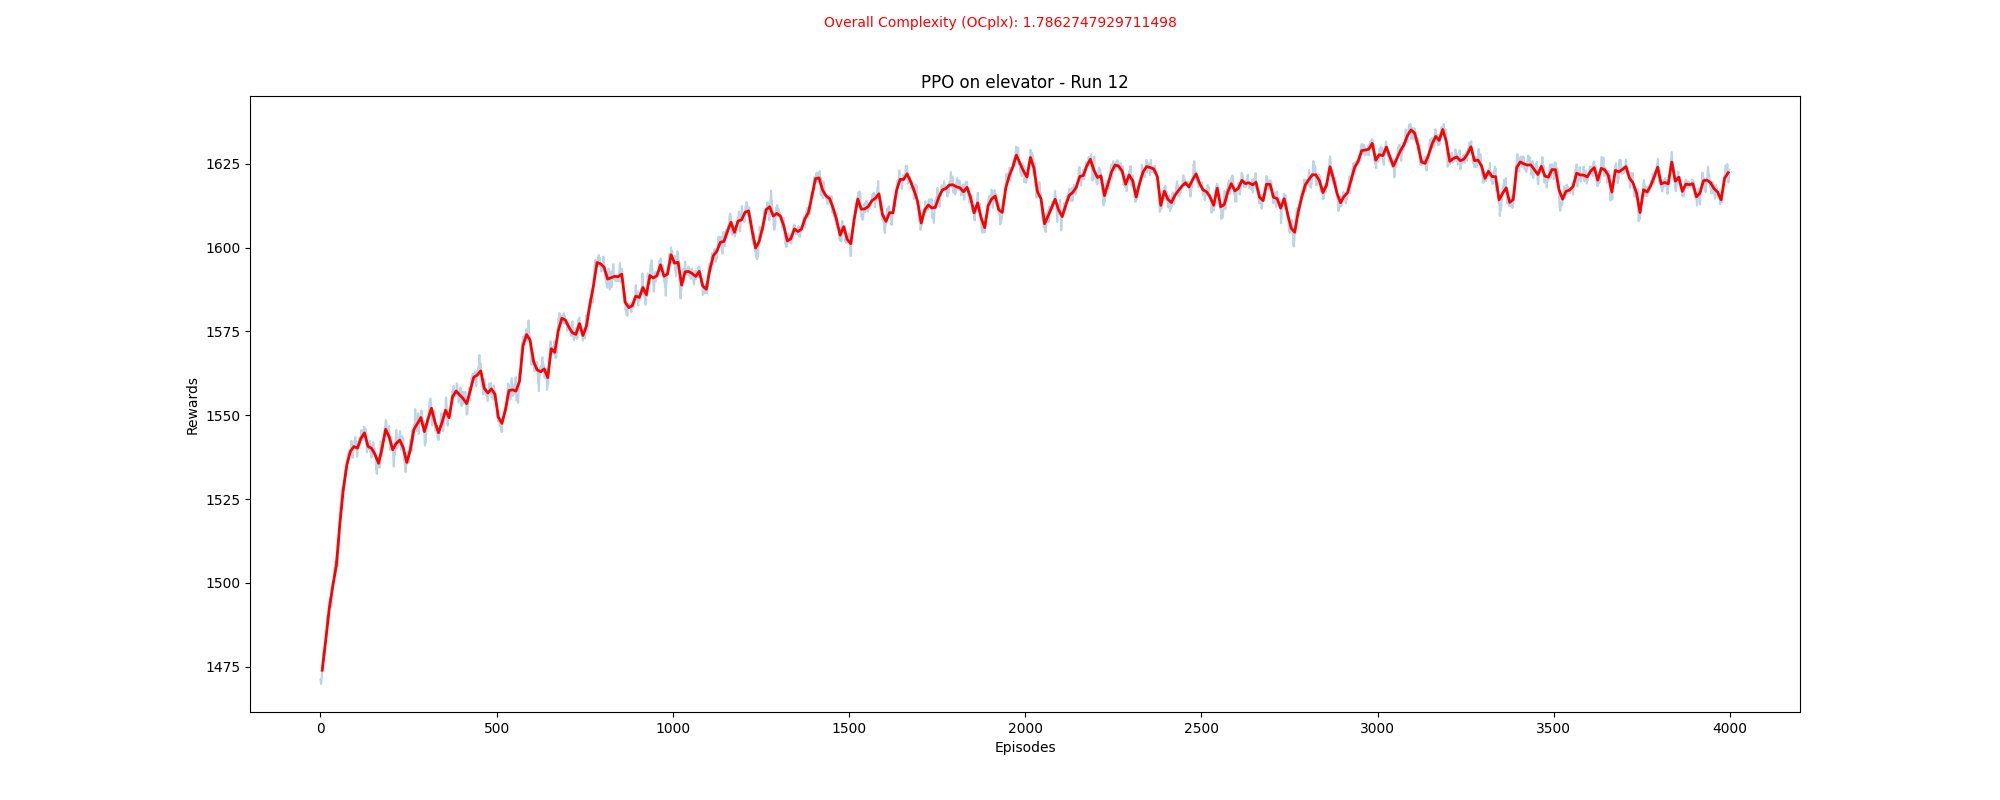 Overall Complexity (OCplx): 1.7862747929711498
PPO on elevator - Run 12
1625
1600
1575
1550
1525
1500
1475
Rewards
0 500 1000 1500 2000 2500 3000 3500 4000
Episodes